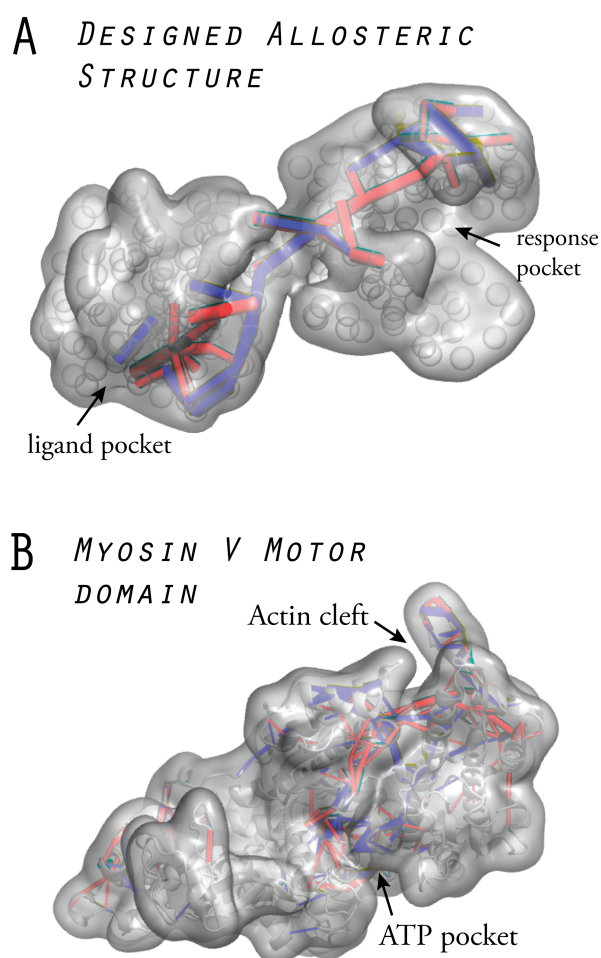 A
Designed Allosteric
Structure
response
pocket
ligand pocket
B
Myosin V Motor
domain
Actin cleft
ATP pocket